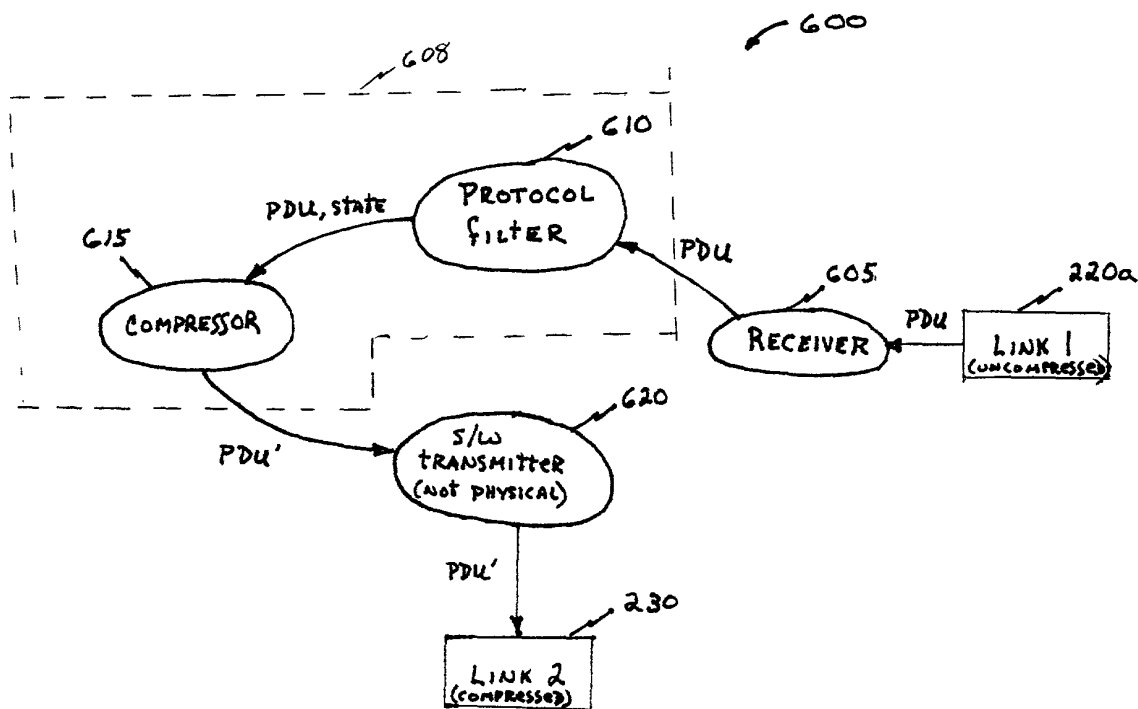 600
608
610
PROTOCOL
filter
PDU, STATE
615
COMPRESSOR
PDU
605
RECEIVER
220a
PDU
LINK 1
(UNCOMPRESSED)
620
S/W
TRANSMITTER
(NOT PHYSICAL)
PDU'
PDU'
230
LINK 2
(COMPRESSED)